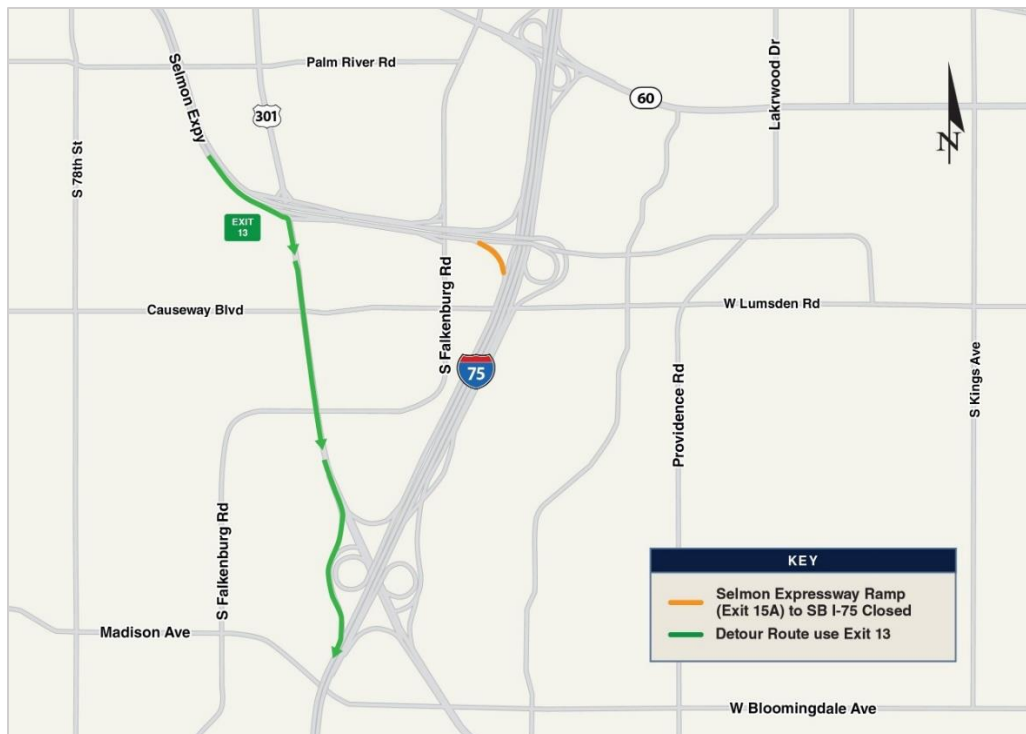 Palm River Rd
Selmon Expy
301
60
Lakrwood Dr
N
S 78th St
EXIT
13
S Falkenburg Rd
Causeway Blvd
W Lumsden Rd
75
S Kings Ave
Providence Rd
S Falkenburg Rd
KEY
Selmon Expressway Ramp
(Exit 15A) to SB I-75 Closed
Detour Route use Exit 13
Madison Ave
W Bloomingdale Ave